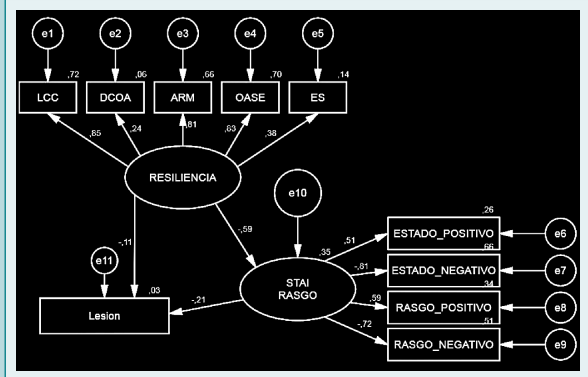 e1 e2 e3 e4 e5
,72 ,06 ,66 ,70 ,14
LCC DCOA ARM OASE ES
,85 ,24 ,81 ,83 ,38
RESILIENCIA
e10
-,11 -,59
,26
,35 ,51 ESTADO_POSITIVO e6
,66
e11 -,81 ESTADO_NEGATIVO e7
STAI
RASGO
,34
,03 -,21 ,59 RASGO_POSITIVO e8
Lesion
,51
-,72 RASGO_NEGATIVO e9